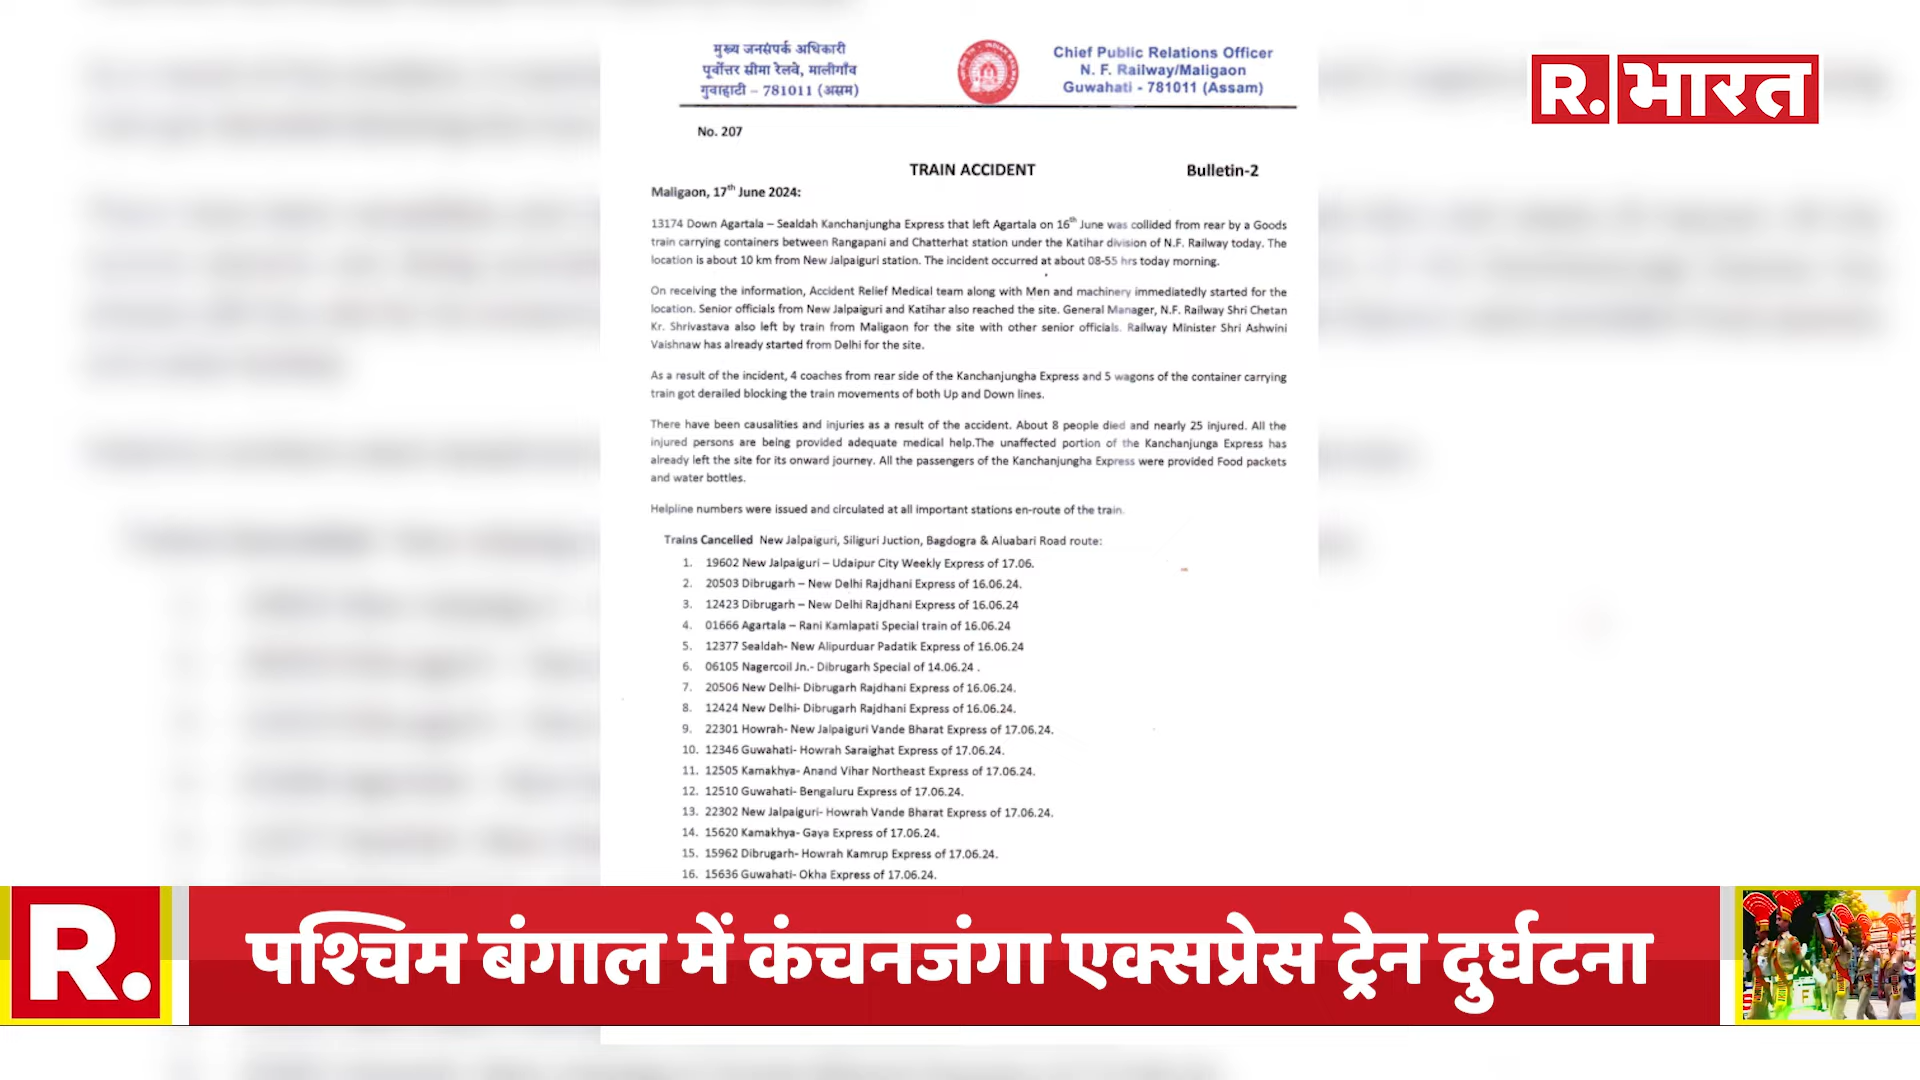 मुख्य जनसंपर्क अधिकारी
पूर्वोत्तर सीमा रेलवे, मालीगाँव
गुवाहाटी – 781011 (असम)
Chief Public Relations Officer
N. F. Railway/Maligaon
Guwahati - 781011 (Assam)
R. भारत
No. 207
TRAIN ACCIDENT Bulletin-2
Maligaon, 17th June 2024:
13174 Down Agartala – Sealdah Kanchanjungha Express that left Agartala on 16th June was collided from rear by a Goods
train carrying containers between Rangapani and Chatterhat station under the Katihar division of N.F. Railway today. The
location is about 10 km from New Jalpaiguri station. The incident occurred at about 08-55 hrs today morning.
On receiving the information, Accident Relief Medical team along with Men and machinery immediatedly started for the
location. Senior officials from New Jalpaiguri and Katihar also reached the site. General Manager, N.F. Railway Shri Chetan
Kr. Shrivastava also left by train from Maligaon for the site with other senior officials. Railway Minister Shri Ashwini
Vaishnaw has already started from Delhi for the site.
As a result of the incident, 4 coaches from rear side of the Kanchanjungha Express and 5 wagons of the container carrying
train got derailed blocking the train movements of both Up and Down lines.
There have been causalities and injuries as a result of the accident. About 8 people died and nearly 25 injured. All the
injured persons are being provided adequate medical help.The unaffected portion of the Kanchanjunga Express has
already left the site for its onward journey. All the passengers of the Kanchanjungha Express were provided Food packets
and water bottles.
Helpline numbers were issued and circulated at all important stations en-route of the train.
Trains Cancelled New Jalpaiguri, Siliguri Juction, Bagdogra & Aluabari Road route:
1. 19602 New Jalpaiguri – Udaipur City Weekly Express of 17.06.
2. 20503 Dibrugarh – New Delhi Rajdhani Express of 16.06.24.
3. 12423 Dibrugarh – New Delhi Rajdhani Express of 16.06.24
4. 01666 Agartala – Rani Kamlapati Special train of 16.06.24
5. 12377 Sealdah- New Alipurduar Padatik Express of 16.06.24
6. 06105 Nagercoil Jn.- Dibrugarh Special of 14.06.24 .
7. 20506 New Delhi- Dibrugarh Rajdhani Express of 16.06.24.
8. 12424 New Delhi- Dibrugarh Rajdhani Express of 16.06.24.
9. 22301 Howrah- New Jalpaiguri Vande Bharat Express of 17.06.24.
10. 12346 Guwahati- Howrah Saraighat Express of 17.06.24.
11. 12505 Kamakhya- Anand Vihar Northeast Express of 17.06.24.
12. 12510 Guwahati- Bengaluru Express of 17.06.24.
13. 22302 New Jalpaiguri- Howrah Vande Bharat Express of 17.06.24.
14. 15620 Kamakhya- Gaya Express of 17.06.24.
15. 15962 Dibrugarh- Howrah Kamrup Express of 17.06.24.
16. 15636 Guwahati- Okha Express of 17.06.24.
R.
पश्चिम बंगाल में कंचनजंगा एक्सप्रेस ट्रेन दुर्घटना